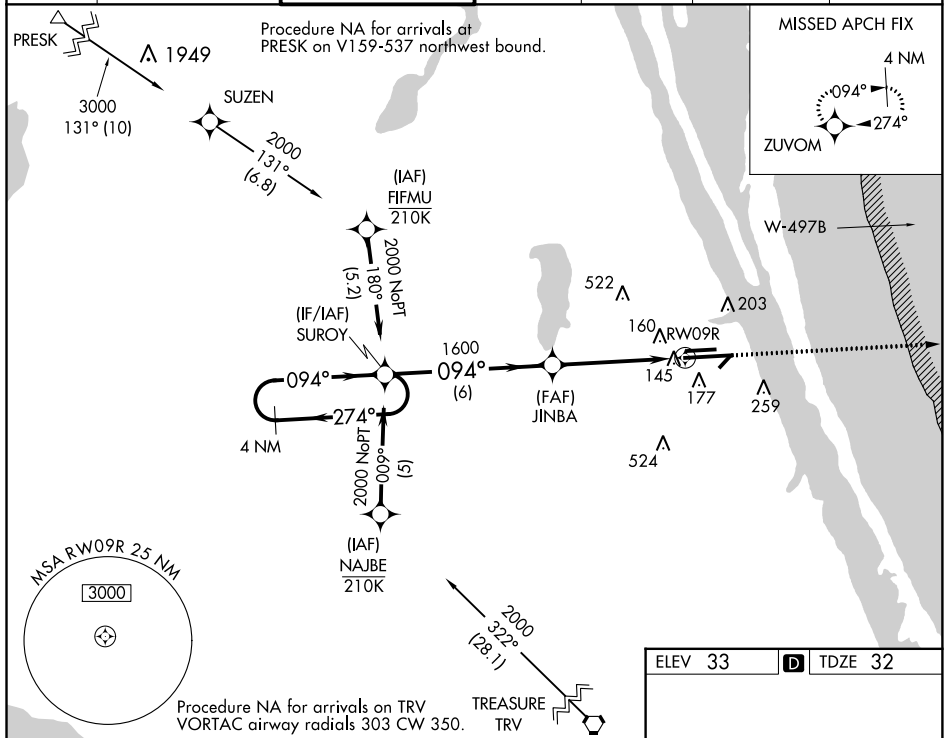 Procedure NA for arrivals at
PRESK on V159-537 northwest bound.
MISSED APCH FIX
4 NM
094°
274°
ZUVOM
PRESK
1949
3000
131° (10)
SUZEN
2000
131°
(6.8)
(IAF)
FIFMU
210K
2000 NoPT
180°
(5.2)
W-497B
522
203
(IF/IAF)
SUROY
160
RW09R
1600
094°
(6)
145
094°
274°
4 NM
(FAF)
JINBA
177
259
524
2000 NoPT
009°
(5)
(IAF)
NAJBE
210K
MSA RW09R 25 NM
3000
2000
322°
(28.1)
TREASURE
TRV
Procedure NA for arrivals on TRV
VORTAC airway radials 303 CW 350.
ELEV 33 D TDZE 32